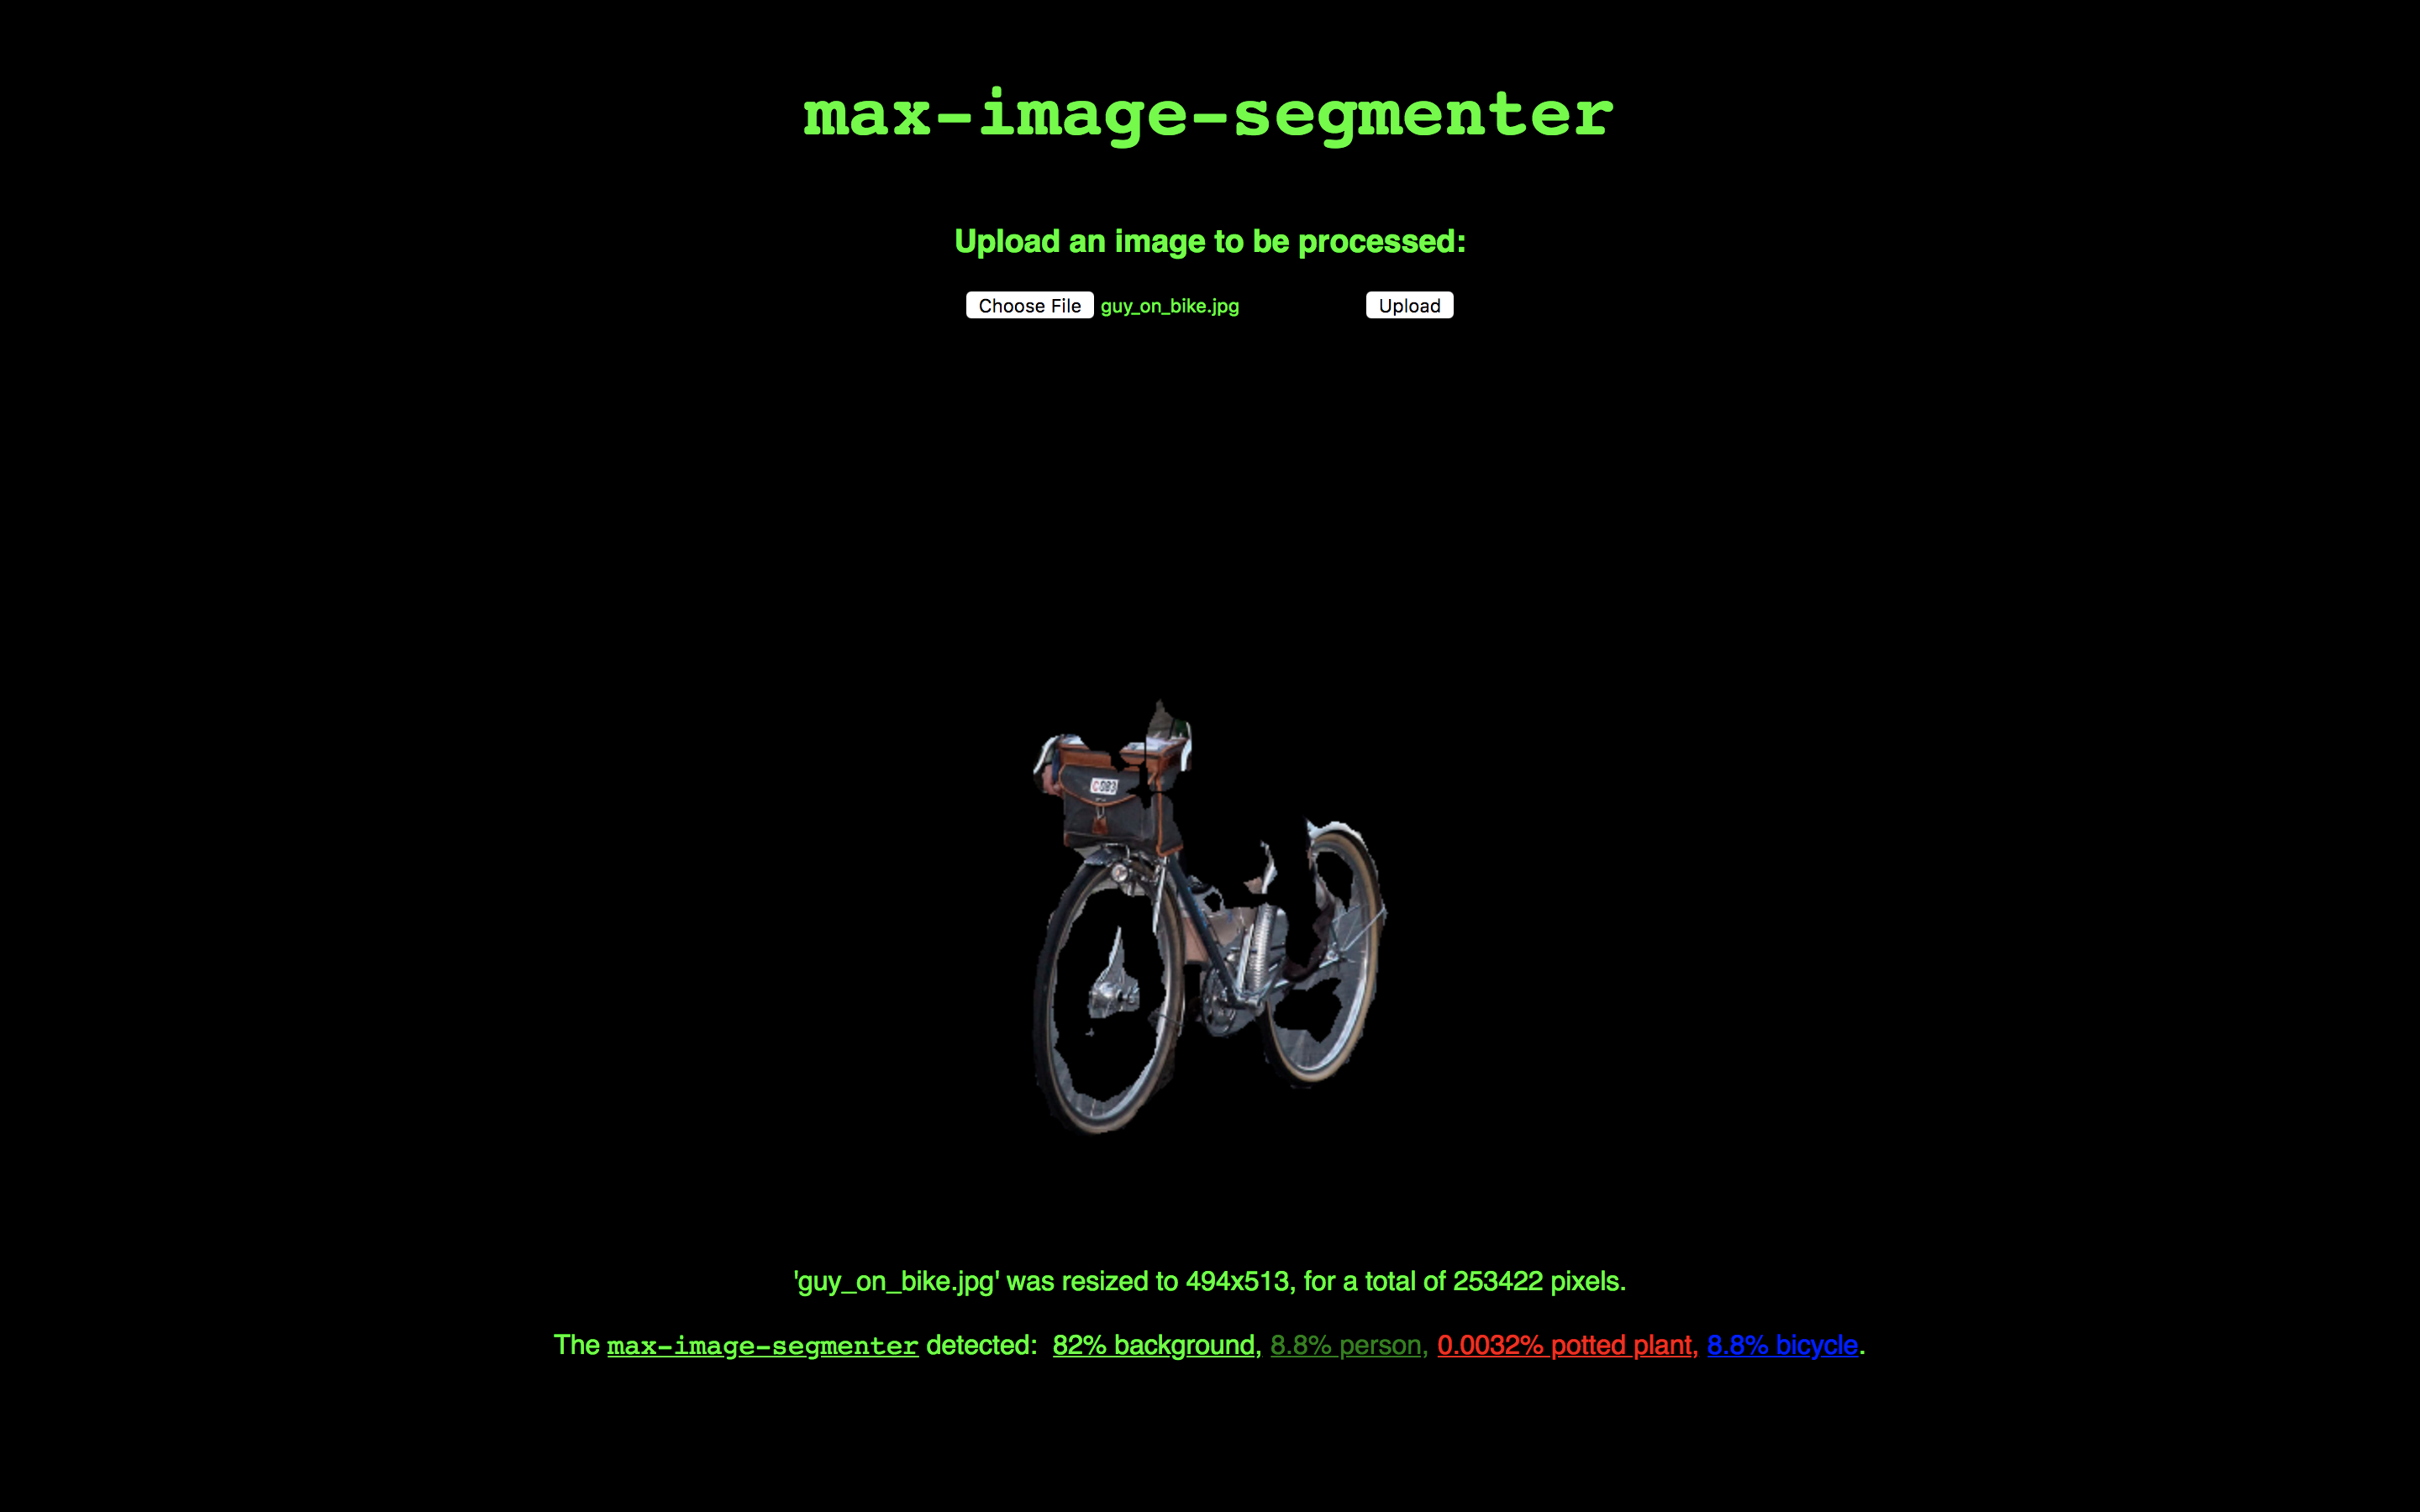 max-image-segmenter
Upload an image to be processed:
Choose File guy_on_bike.jpg Upload
'guy_on_bike.jpg' was resized to 494x513, for a total of 253422 pixels.
The max-image-segmenter detected: 82% background, 8.8% person, 0.0032% potted plant, 8.8% bicycle.